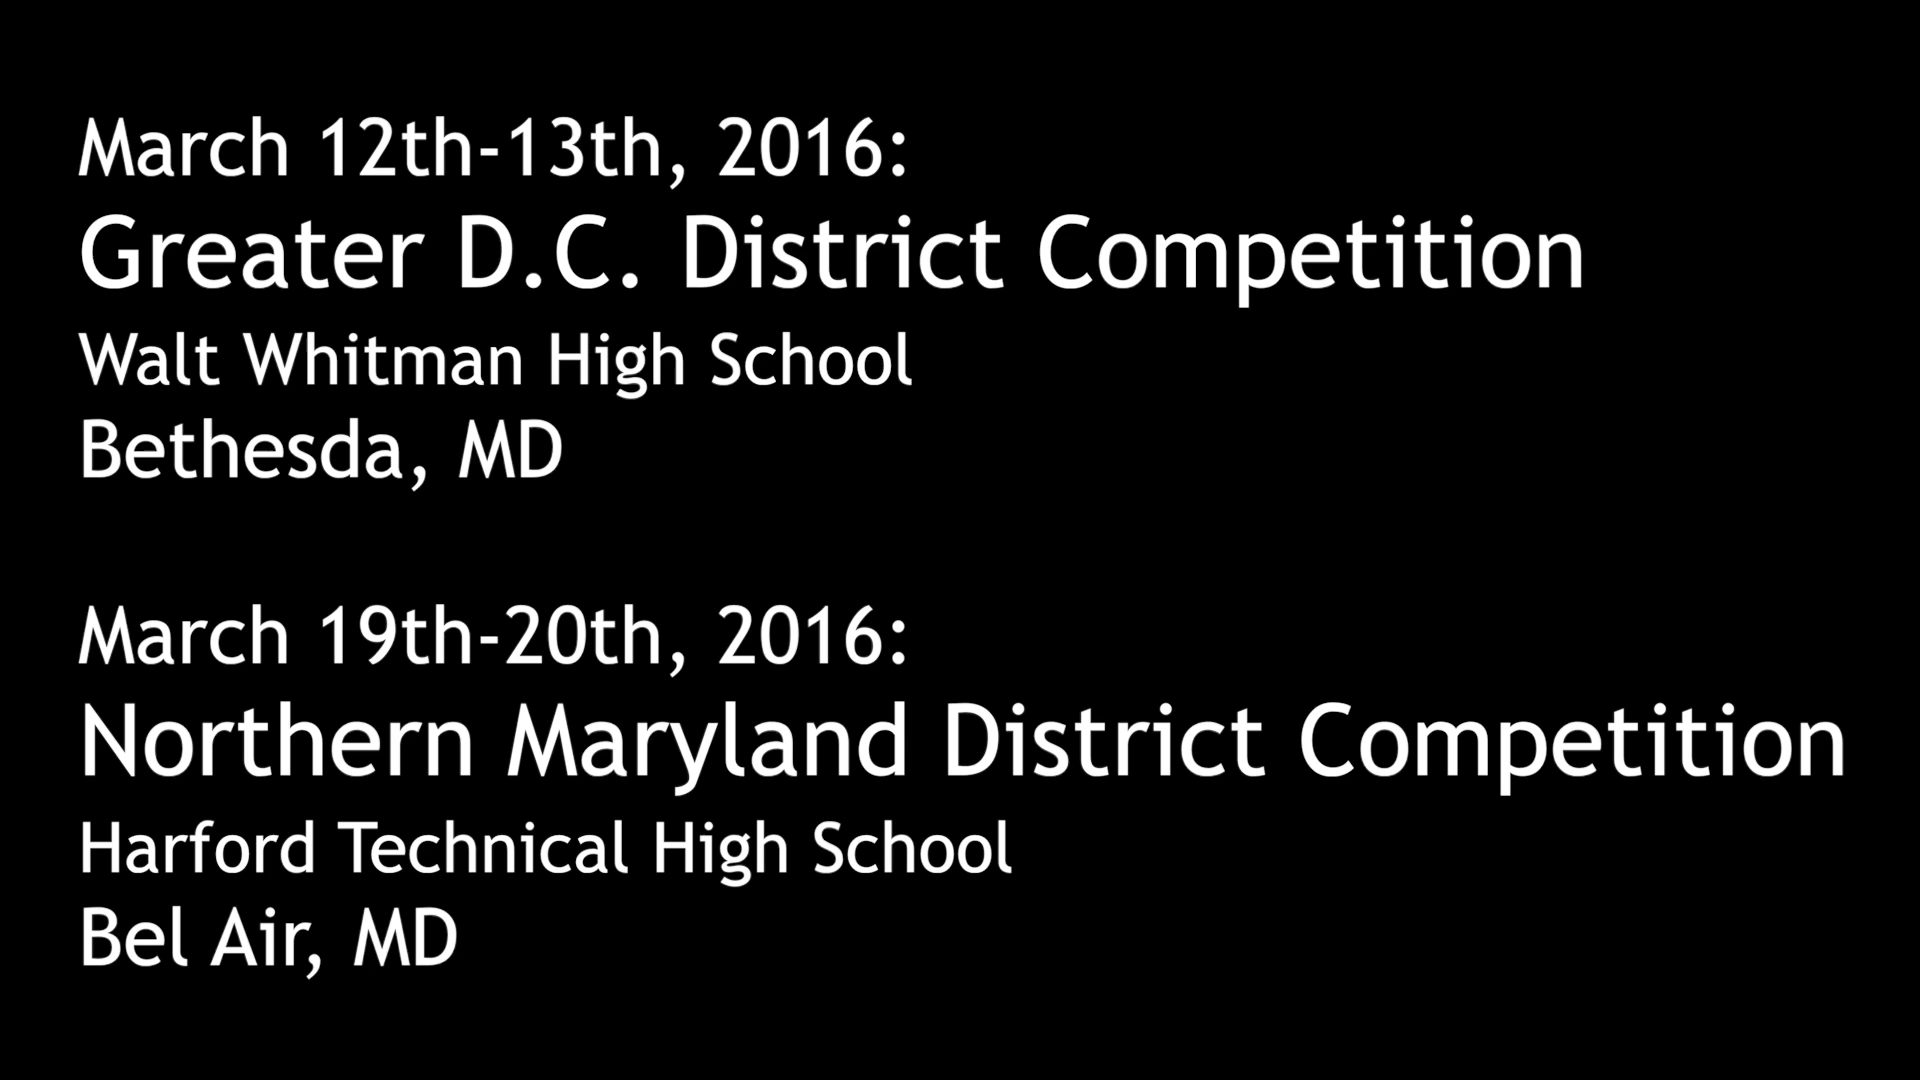 March 12th-13th, 2016:
Greater D.C. District Competition
Walt Whitman High School
Bethesda, MD
March 19th-20th, 2016:
Northern Maryland District Competition
Harford Technical High School
Bel Air, MD